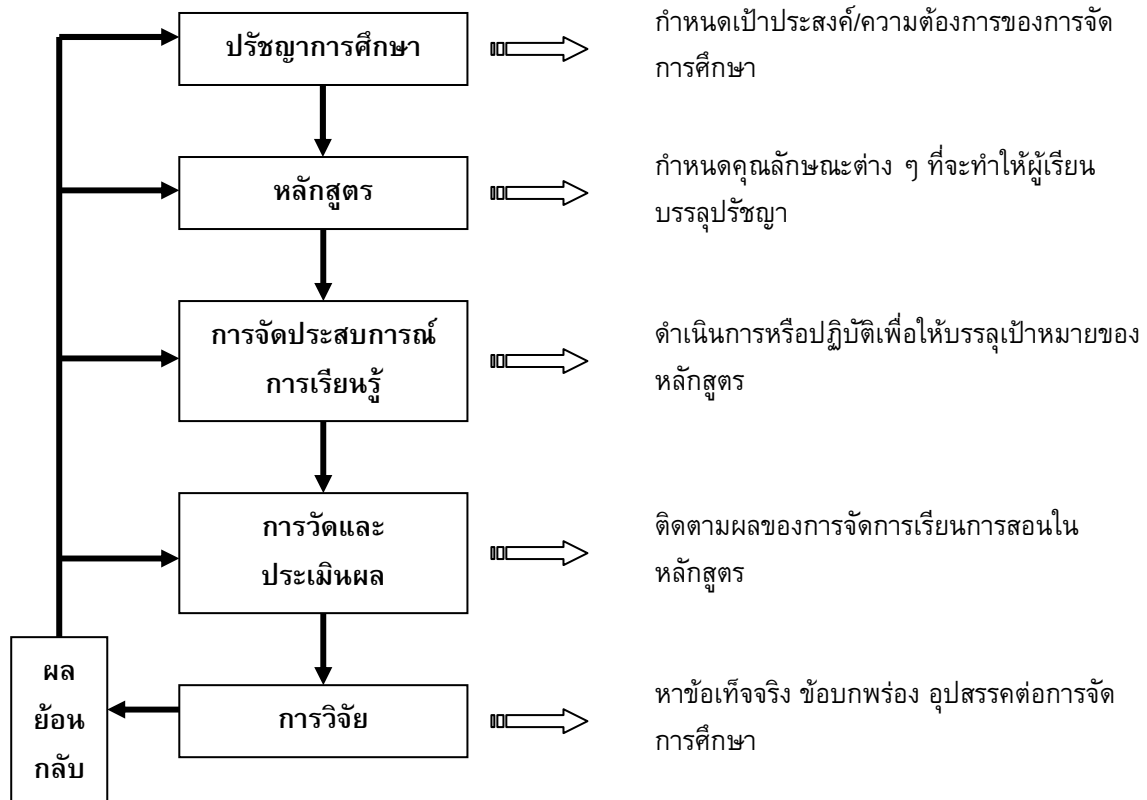 ปรัชญาการศึกษา
กำหนดเป้าประสงค์/ความต้องการของการจัด
การศึกษา
หลักสูตร
กำหนดคุณลักษณะต่าง ๆ ที่จะทำให้ผู้เรียน
บรรลุปรัชญา
การจัดประสบการณ์
การเรียนรู้
ดำเนินการหรือปฏิบัติเพื่อให้บรรลุเป้าหมายของ
หลักสูตร
การวัดและ
ประเมินผล
ติดตามผลของการจัดการเรียนการสอนใน
หลักสูตร
การวิจัย
หาข้อเท็จจริง ข้อบกพร่อง อุปสรรคต่อการจัด
การศึกษา
ผล
ย้อน
กลับ